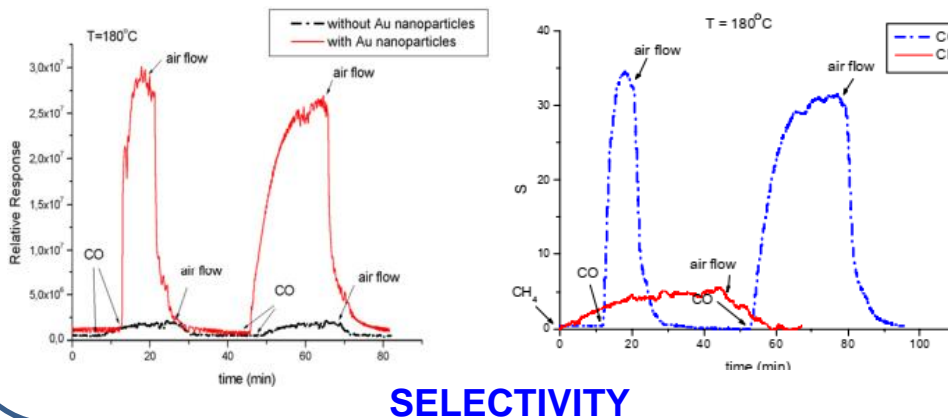 without Au nanoparticles
with Au nanoparticles
T=180°C
air flow
air flow
3,0x10⁷
2,5x10⁷
2,0x10⁷
1,5x10⁷
1,0x10⁷
5,0x10⁶
0,0
Relative Response
CO
air flow
CO
air flow
0 20 40 60 80
time (min)
T = 180°C
air flow
air flow
40
30
20
10
0
S
CO
CH₄
air flow
CO
0 20 40 60 80 100
time (min)
SELECTIVITY